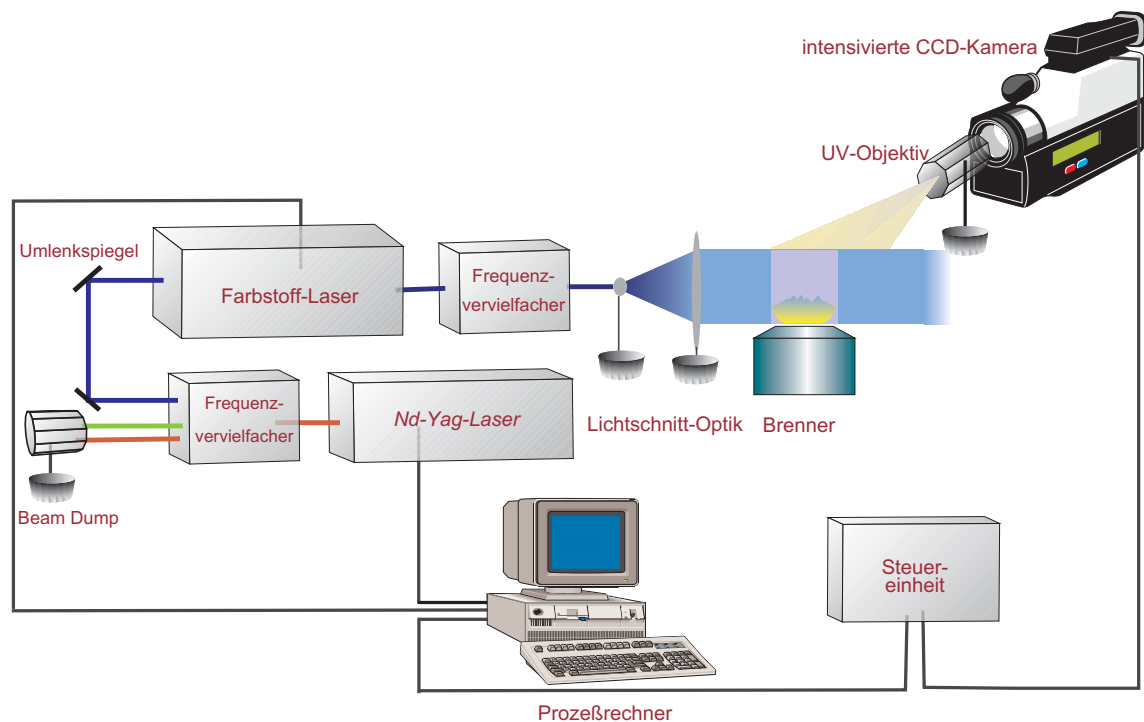 intensivierte CCD-Kamera
UV-Objektiv
Umlenkspiegel
Farbstoff-Laser
Frequenz-
vervielfacher
Frequenz-
vervielfacher
Nd-Yag-Laser
Lichtschnitt-Optik
Brenner
Beam Dump
Steuer-
einheit
Prozeßrechner